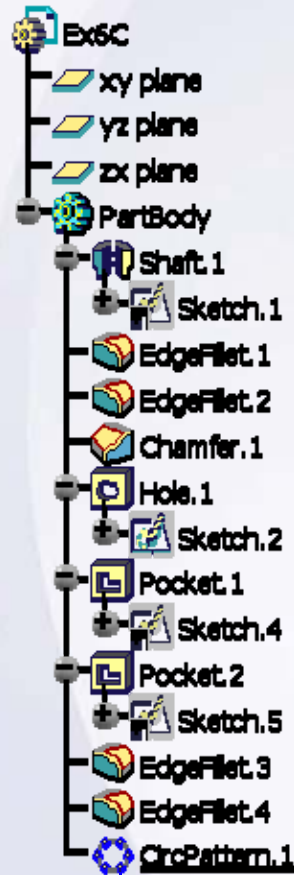 Ex6C
xy plane
yz plane
zx plane
PartBody
Shaft.1
Sketch.1
EdgeFillet.1
EdgeFillet.2
Chamfer.1
Hole.1
Sketch.2
Pocket.1
Sketch.4
Pocket.2
Sketch.5
EdgeFillet.3
EdgeFillet.4
CircPattern.1